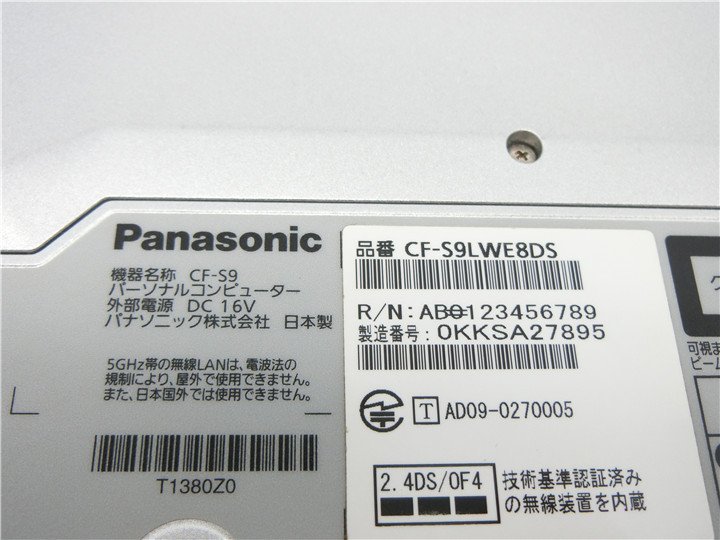 Panasonic
機器名称 CF-S9
パーソナルコンピューター
外部電源 DC 16V
パナソニック株式会社 日本製
5GHz帯の無線LANは、電波法の
規制により、屋外で使用できません。
また、日本国外では使用できません。
T1380Z0
品番 CF-S9LWE8DS
R/N: AB0123456789
製造番号: 0KKSA27895
T AD09-0270005
2.4DS/OF4
技術基準認証済み
の無線装置を内蔵
可視ま
ビーム